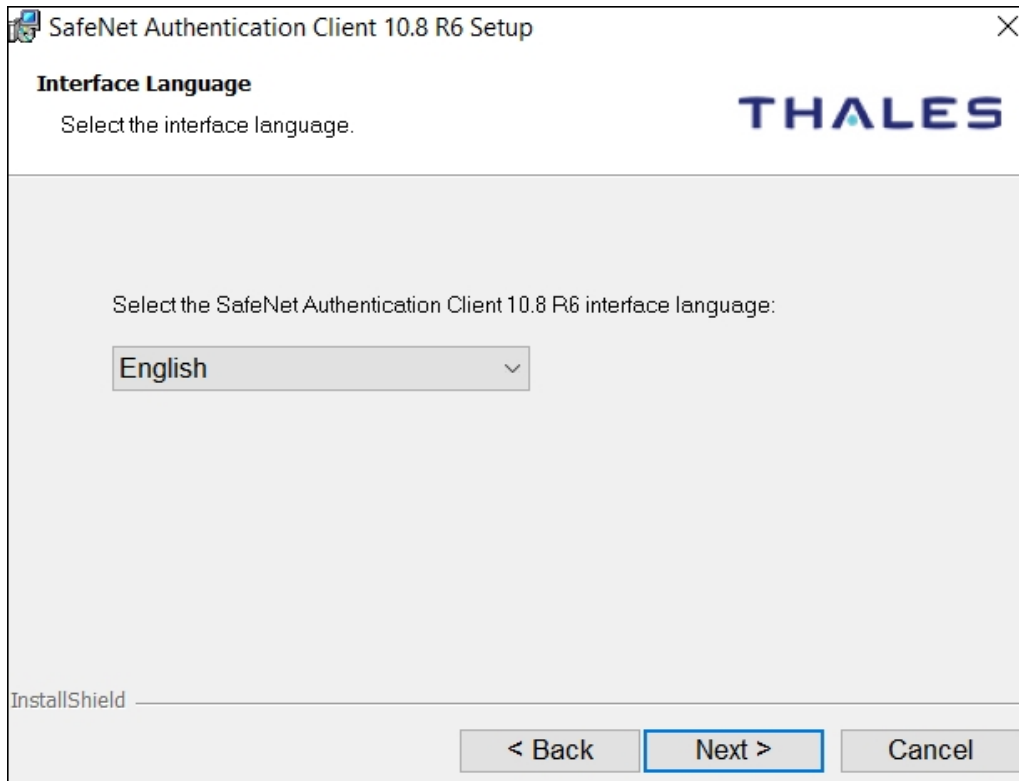 SafeNet Authentication Client 10.8 R6 Setup
Interface Language
Select the interface language.
THALES
Select the SafeNet Authentication Client 10.8 R6 interface language:
English
InstallShield
< Back
Next >
Cancel